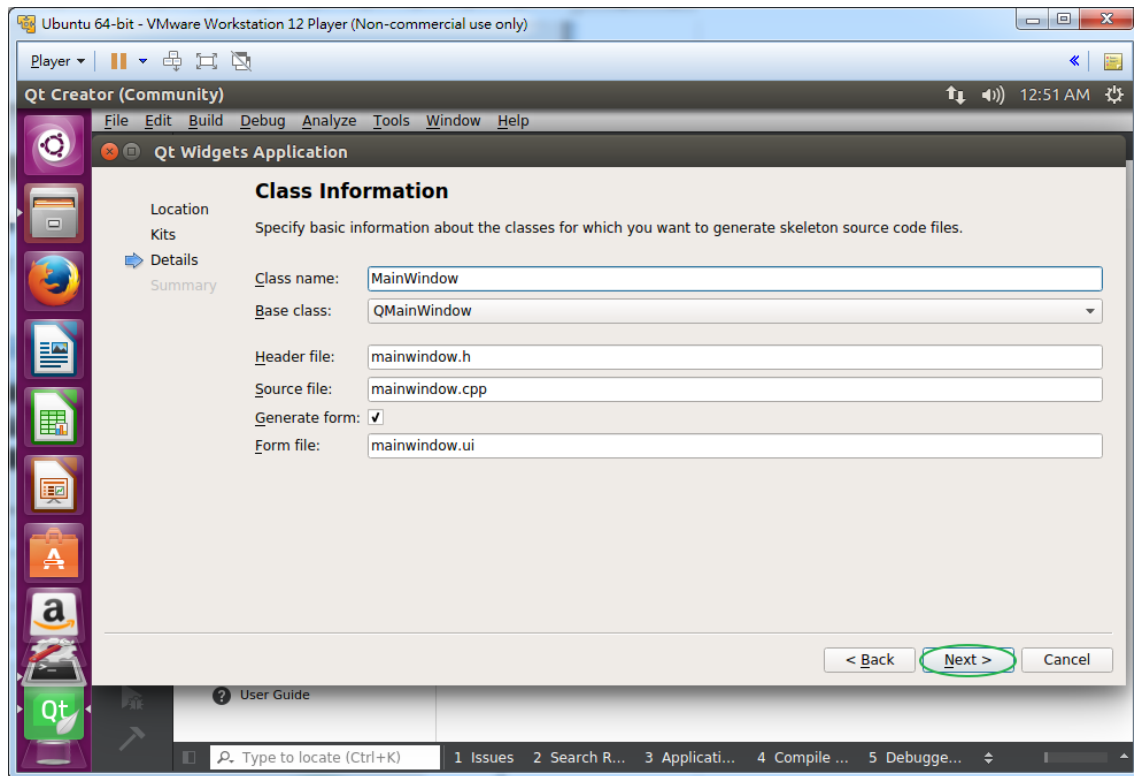 Ubuntu 64-bit - VMware Workstation 12 Player (Non-commercial use only)
Player
Qt Creator (Community)
12:51 AM
File Edit Build Debug Analyze Tools Window Help
Qt Widgets Application
Location
Kits
Details
Summary
Class Information
Specify basic information about the classes for which you want to generate skeleton source code files.
Class name: MainWindow
Base class: QMainWindow
Header file: mainwindow.h
Source file: mainwindow.cpp
Generate form:
Form file: mainwindow.ui
< Back Next > Cancel
User Guide
Qt
Type to locate (Ctrl+K) 1 Issues 2 Search R... 3 Applicati... 4 Compile ... 5 Debugge...